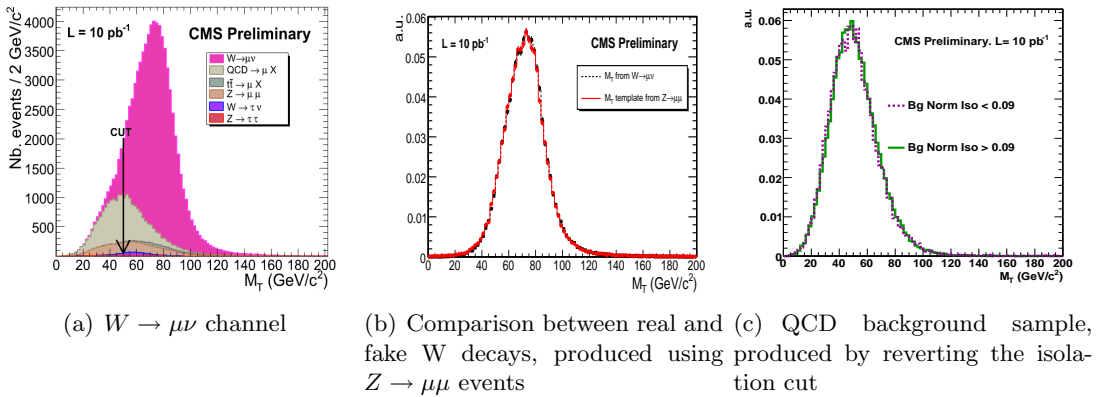 L = 10 pb-1
CMS Preliminary
W→μν
QCD→μ X
tt̄→μ X
Z→μ μ
W→τ ν
Z→τ τ
CUT
Nb. events / 2 GeV/c2
4000
3500
3000
2500
2000
1500
1000
500
0 20 40 60 80 100 120 140 160 180 200
MT (GeV/c2)
(a) W → μν channel
a.u.
L = 10 pb-1
CMS Preliminary
MT from W→μν
MT template from Z→μμ
0.06
0.05
0.04
0.03
0.02
0.01
0
0 20 40 60 80 100 120 140 160 180 200
MT (GeV/c2)
(b) Comparison between real and
fake W decays, produced using
Z → μμ events
a.u.
CMS Preliminary. L= 10 pb-1
Bg Norm Iso < 0.09
Bg Norm Iso > 0.09
0.06
0.05
0.04
0.03
0.02
0.01
0
0 20 40 60 80 100 120 140 160 180 200
MT (GeV/c2)
(c) QCD background sample,
produced by reverting the isola-
tion cut